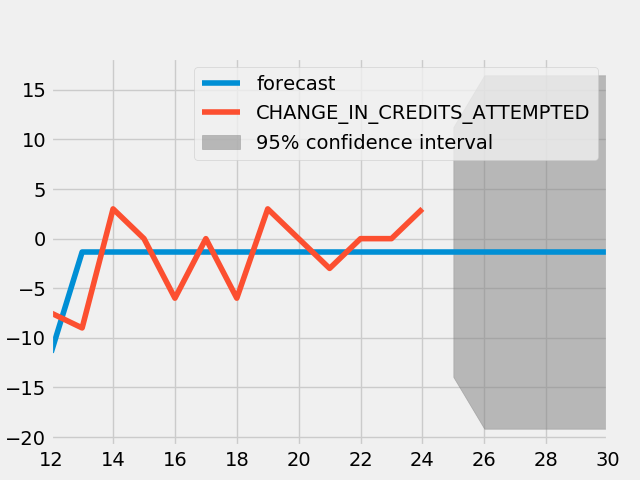 forecast
CHANGE_IN_CREDITS_ATTEMPTED
95% confidence interval
15
10
5
0
−5
−10
−15
−20
12 14 16 18 20 22 24 26 28 30